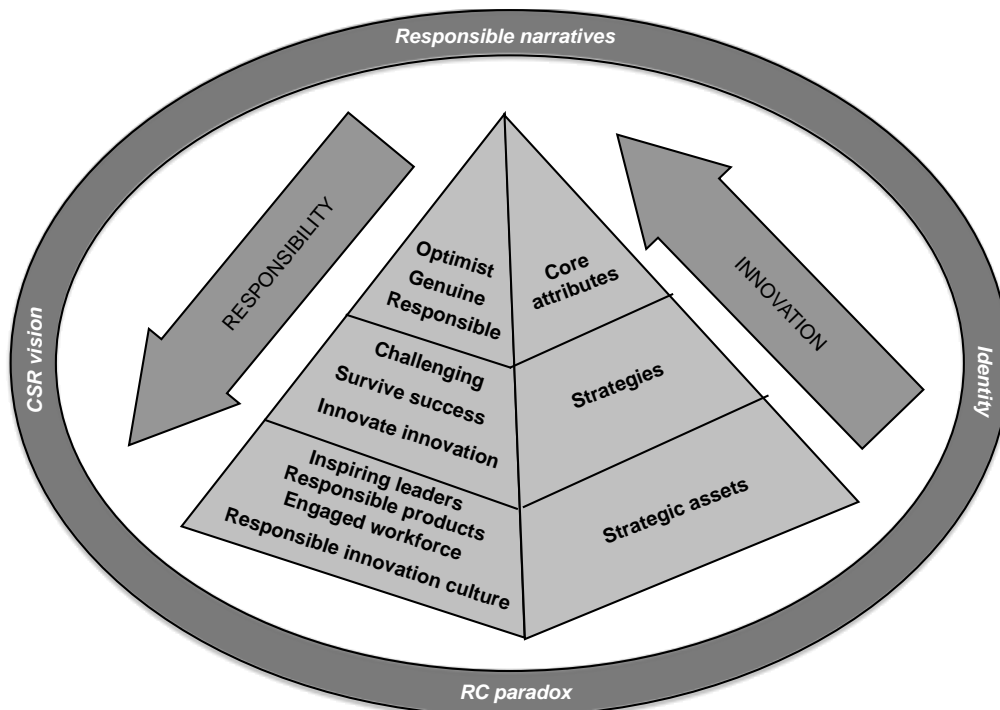 Responsible narratives
RESPONSIBILITY
INNOVATION
CSR vision
Identity
Optimist
Genuine
Responsible
Core
attributes
Challenging
Survive success
Innovate innovation
Strategies
Inspiring leaders
Responsible products
Engaged workforce
Responsible innovation culture
Strategic assets
RC paradox